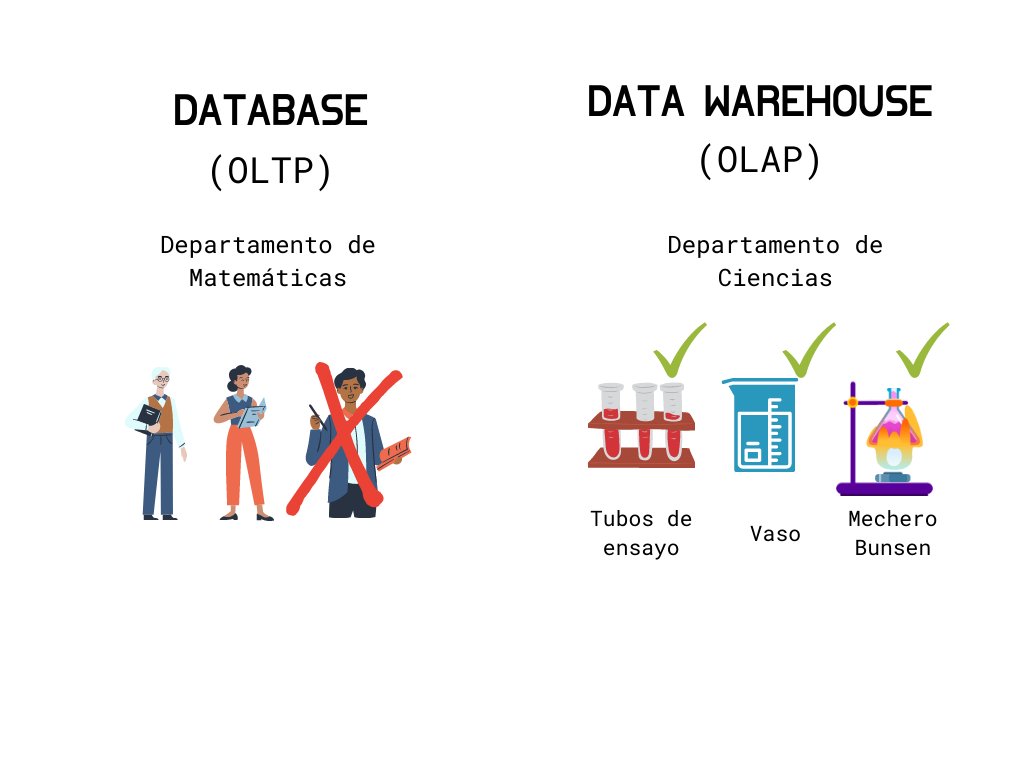 DATABASE
(OLTP)
Departamento de
Matemáticas
DATA WAREHOUSE
(OLAP)
Departamento de
Ciencias
Tubos de
ensayo
Vaso
Mechero
Bunsen